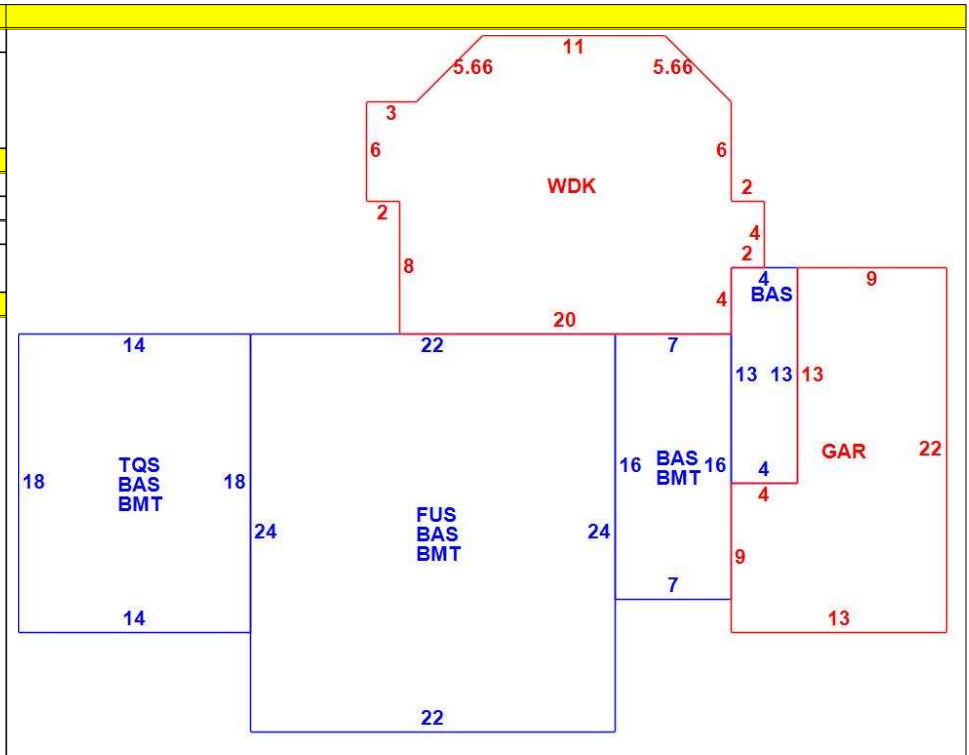 11
5.66 5.66
3
6 6
WDK
2
2
4
8 2
4 9
4 BAS
20
14 22 7
13 13 13
22
GAR
TQS BAS
BAS BMT
BMT
18 18 16 16 4
4
FUS
BAS
BMT
24 24
9
7
14 13
22